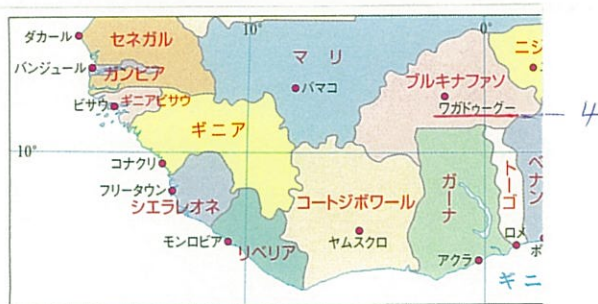 10° 0°
ダカール
セネガル
マリ
ニジ
バンジュール
ガンビア
バマコ
ブルキナファソ
ビサウ
ギニアビサウ
ワガドゥーグー
4
ギニア
10°
コナクリ
フリータウン
シエラレオネ
コートジボワール
ガーナ
トーゴ
ベナン
モンロビア
リベリア
ヤムスクロ
アクラ
ロメ
ポ
ギニ